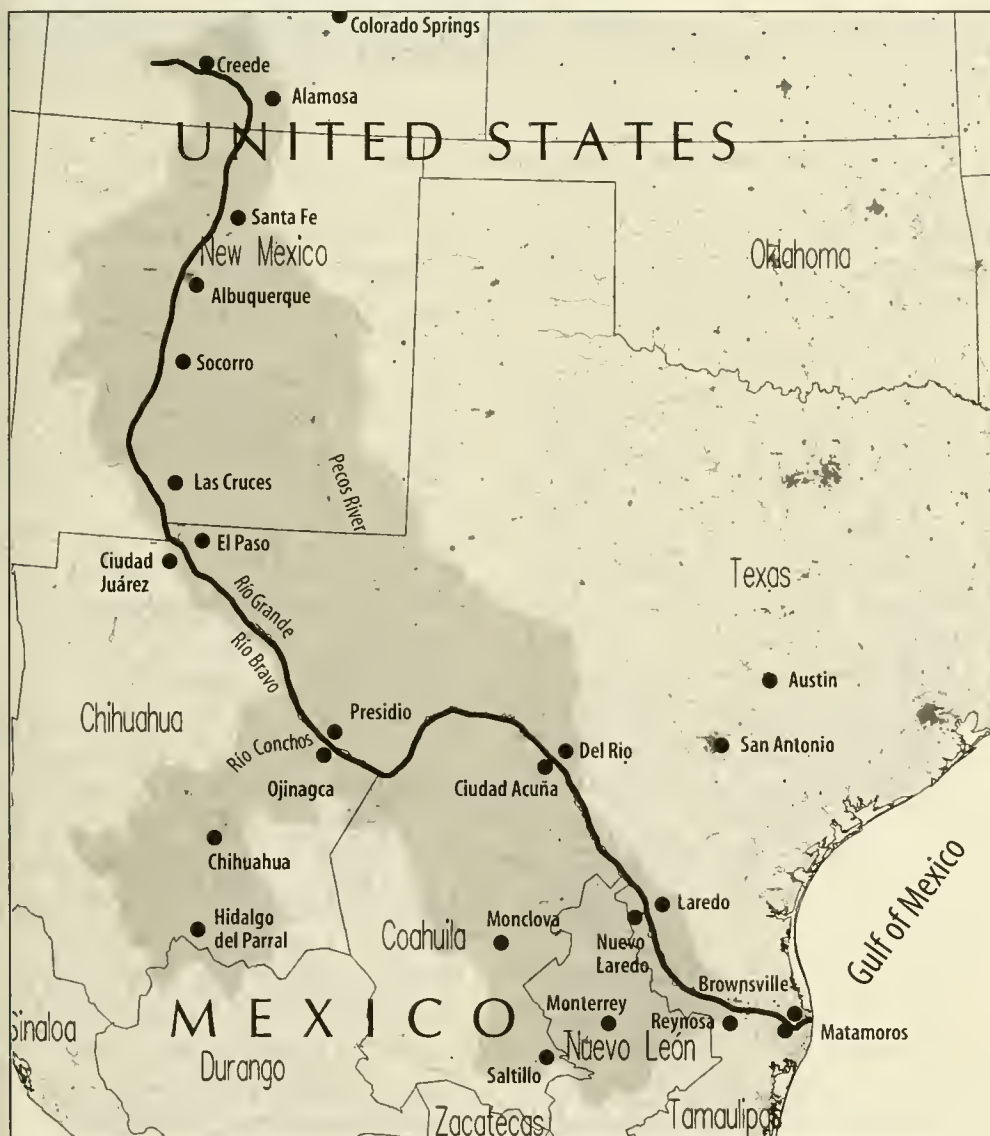 Colorado Springs
Creede
Alamosa
UNITED STATES
Santa Fe
New Mexico
Oklahoma
Albuquerque
Socorro
Pecos River
Las Cruces
El Paso
Ciudad
Juárez
Texas
Río Grande
Río Bravo
Austin
Chihuahua
Presidio
Río Conchos
Ojinagca
Del Rio
San Antonio
Ciudad Acuña
Chihuahua
Gulf of Mexico
Hidalgo
del Parral
Coahuila
Monclova
Laredo
Nuevo
Laredo
Brownsville
MEXICO
Monterrey
Reynosa
Matamoros
Sinaloa
Durango
Nuevo León
Saltillo
Zacatecas
Tamaulipa